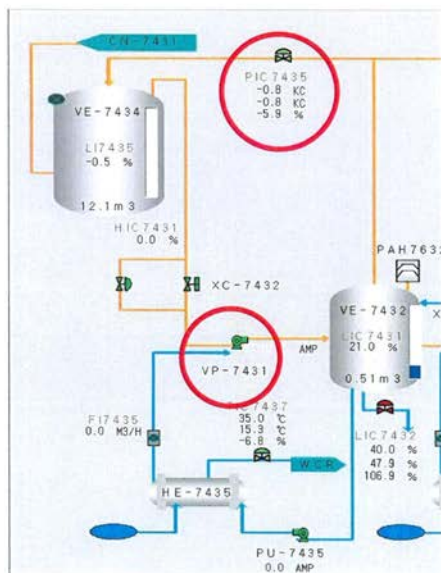 CN-7431
PIC7435
-0.8 KC
-0.8 KC
-5.9 %
VE-7434
LI7435
-0.5 %
12.1m3
HIC7431
0.0 %
PAH7632
XC-7432
VE-7432
LIC7431
21.0 %
AMP
VP-7431
0.51m3
FI7435
0.0 M3/H
35.0 ℃
15.3 ℃
-6.8 %
LIC7432
40.0 %
47.9 %
106.9 %
WCR
HE-7435
PU-7435
0.0 AMP